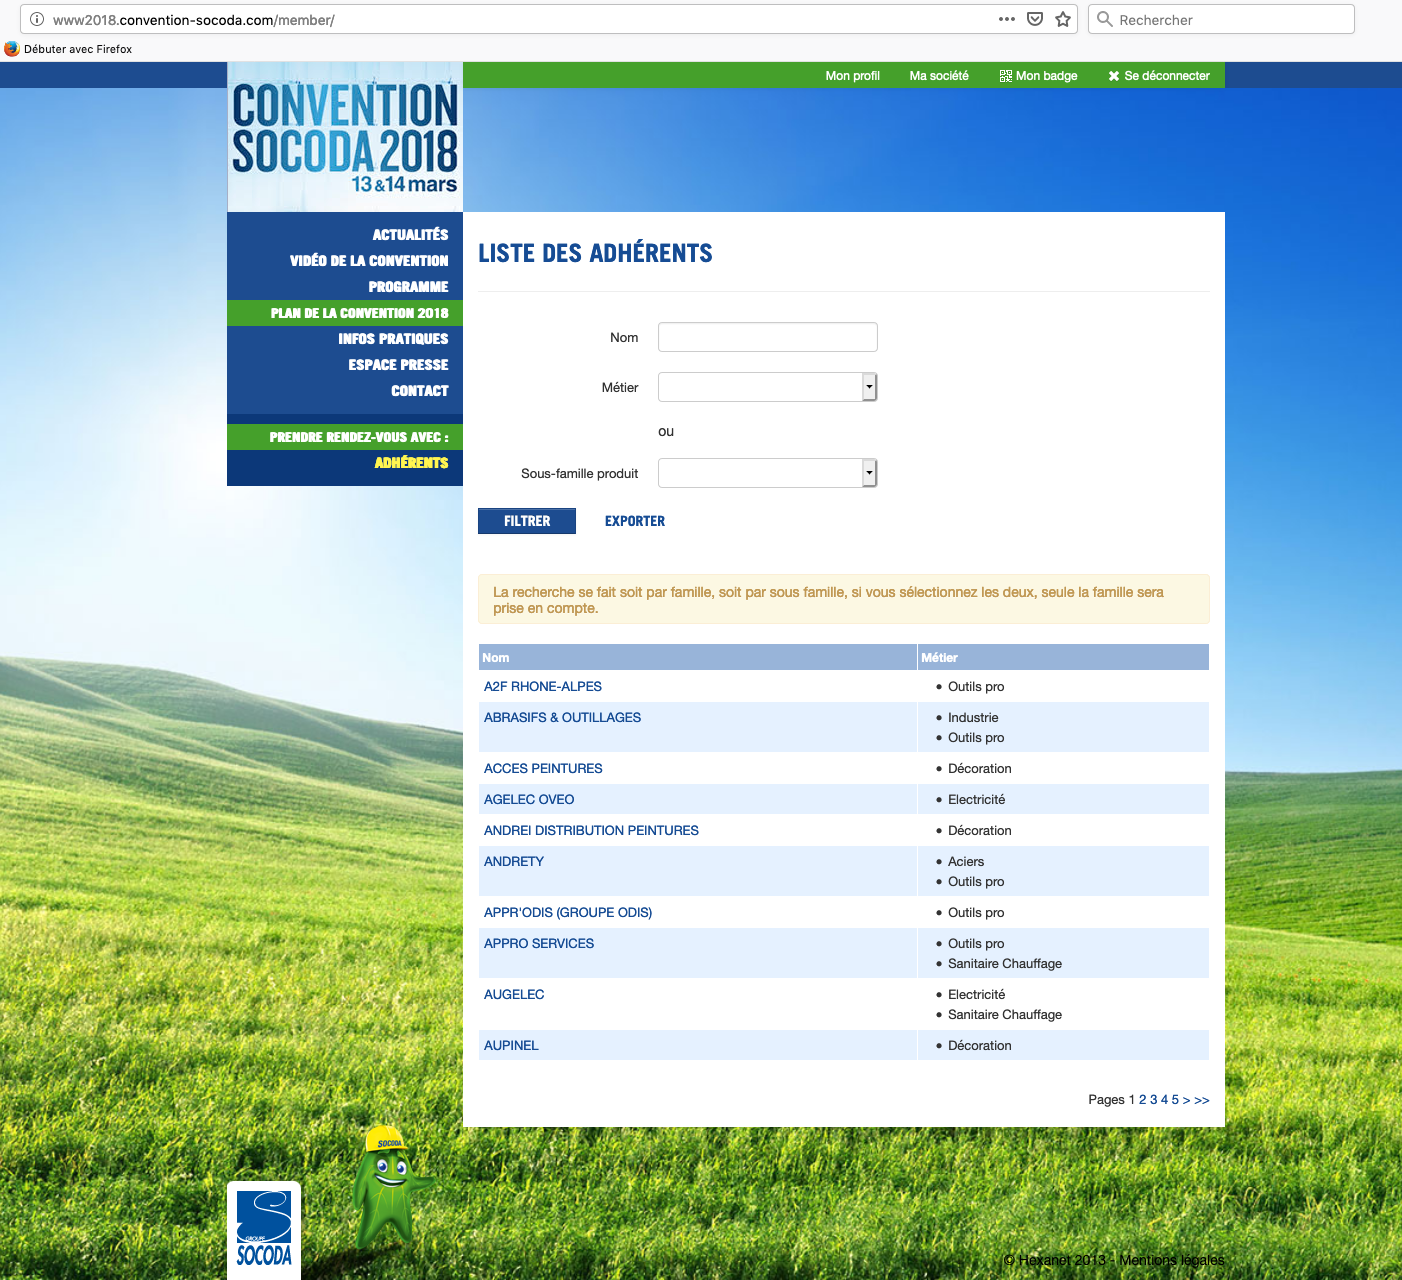 www2018.convention-socoda.com/member/
Rechercher
Débuter avec Firefox
Mon profil Ma société Mon badge Se déconnecter
CONVENTION
SOCODA 2018
13 & 14 mars
ACTUALITÉS
VIDÉO DE LA CONVENTION
PROGRAMME
PLAN DE LA CONVENTION 2018
INFOS PRATIQUES
ESPACE PRESSE
CONTACT
PRENDRE RENDEZ-VOUS AVEC :
ADHÉRENTS
LISTE DES ADHÉRENTS
Nom
Métier
ou
Sous-famille produit
FILTRER EXPORTER
La recherche se fait soit par famille, soit par sous famille, si vous sélectionnez les deux, seule la famille sera
prise en compte.
Nom Métier
A2F RHONE-ALPES • Outils pro
ABRASIFS & OUTILLAGES • Industrie
• Outils pro
ACCES PEINTURES • Décoration
AGELEC OVEO • Electricité
ANDREI DISTRIBUTION PEINTURES • Décoration
ANDRETY • Aciers
• Outils pro
APPR'ODIS (GROUPE ODIS) • Outils pro
APPRO SERVICES • Outils pro
• Sanitaire Chauffage
AUGELEC • Electricité
• Sanitaire Chauffage
AUPINEL • Décoration
Pages 1 2 3 4 5 > >>
SOCODA
GROUPE
SOCODA
© Hexanet 2013 - Mentions légales